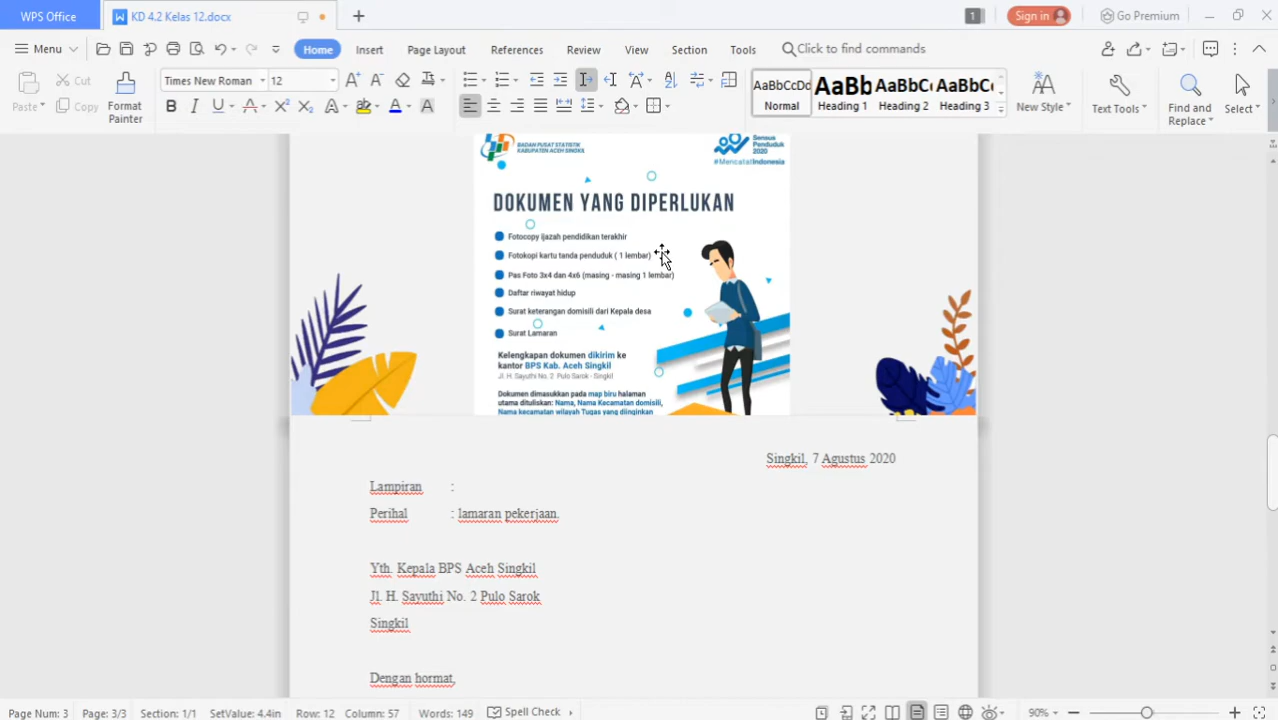 WPS Office
KD 4.2 Kelas 12.docx
1
Sign in
Go Premium
Menu
Home
Insert
Page Layout
References
Review
View
Section
Tools
Click to find commands
Paste
Cut
Copy
Format
Painter
Times New Roman
12
AaBbCcDd
Normal
AaBb
Heading 1
AaBbC
Heading 2
AaBbC
Heading 3
New Style
Text Tools
Find and
Replace
Select
BADAN PUSAT STATISTIK
KABUPATEN ACEH SINGKIL
Sensus
Penduduk
2020
#MencatatIndonesia
DOKUMEN YANG DIPERLUKAN
Fotocopy ijazah pendidikan terakhir
Fotokopi kartu tanda penduduk ( 1 lembar)
Pas Foto 3x4 dan 4x6 (masing - masing 1 lembar)
Daftar riwayat hidup
Surat keterangan domisili dari Kepala desa
Surat Lamaran
Kelengkapan dokumen dikirim ke
kantor BPS Kab. Aceh Singkil
Jl. H. Sayuthi No. 2 Pulo Sarok - Singkil
Dokumen dimasukkan pada map biru halaman
utama dituliskan: Nama, Nama Kecamatan domisili,
Nama kecamatan wilayah Tugas yang diinginkan
Singkil, 7 Agustus 2020
Lampiran :
Perihal : lamaran pekerjaan.
Yth. Kepala BPS Aceh Singkil
Jl. H. Sayuthi No. 2 Pulo Sarok
Singkil
Dengan hormat,
Page Num: 3
Page: 3/3
Section: 1/1
SetValue: 4.4in
Row: 12
Column: 57
Words: 149
Spell Check
90%